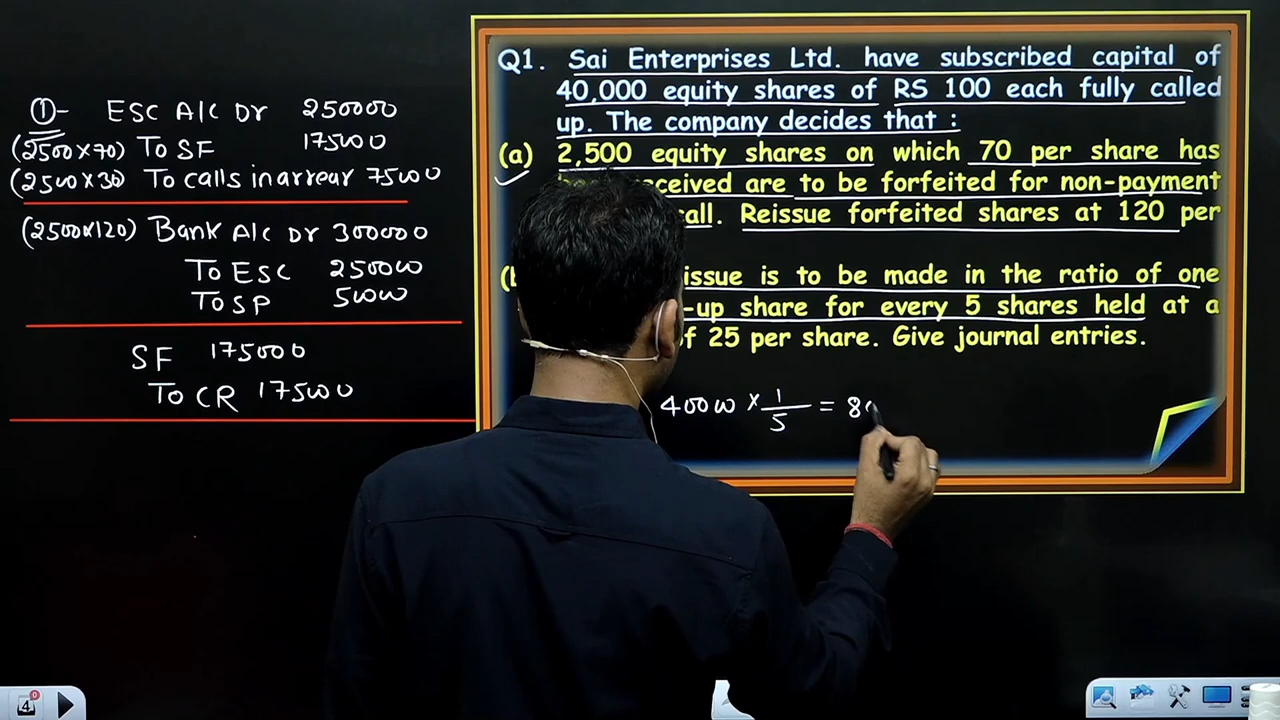 ①- ESC A/C Dr 250000
(2500×70) To SF 175000
(2500×30) To calls in arrear 75000
(2500×120) Bank A/C Dr 300000
To ESC 250000
To SP 50000
SF 175000
To CR 175000
Q1. Sai Enterprises Ltd. have subscribed capital of
40,000 equity shares of RS 100 each fully called
up. The company decides that :
(a) 2,500 equity shares on which 70 per share has
are to be forfeited for non-payment
Reissue forfeited shares at 120 per
is to be made in the ratio of one
-up share for every 5 shares held at a
25 per share. Give journal entries.
40000 × 1/5 = 80
4
0